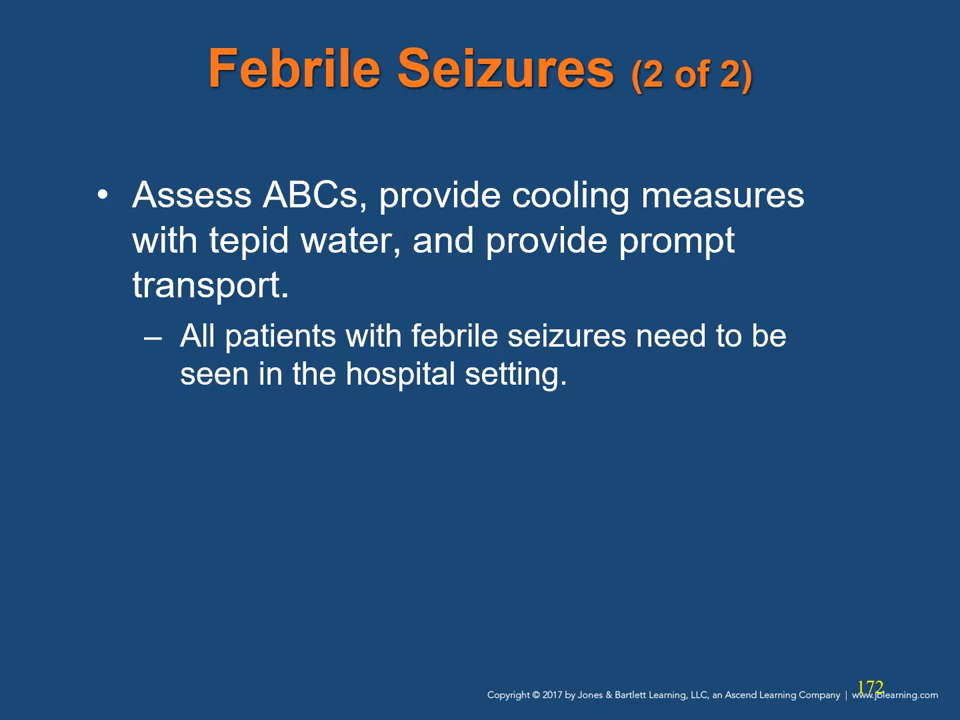 Febrile Seizures (2 of 2)
• Assess ABCs, provide cooling measures
with tepid water, and provide prompt
transport.
– All patients with febrile seizures need to be
seen in the hospital setting.
172
Copyright © 2017 by Jones & Bartlett Learning, LLC, an Ascend Learning Company | www.jblearning.com